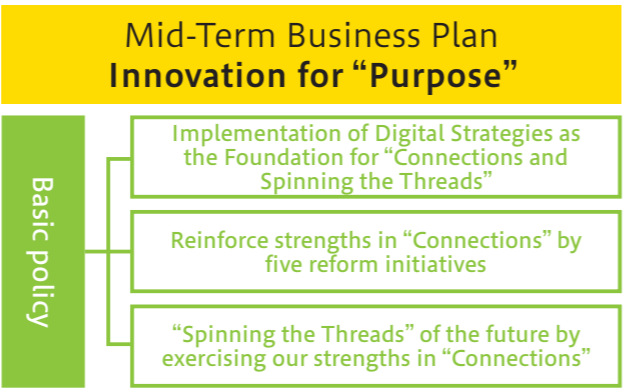 Mid-Term Business Plan
Innovation for “Purpose”
Basic policy
Implementation of Digital Strategies as
the Foundation for “Connections and
Spinning the Threads”
Reinforce strengths in “Connections” by
five reform initiatives
“Spinning the Threads” of the future by
exercising our strengths in “Connections”